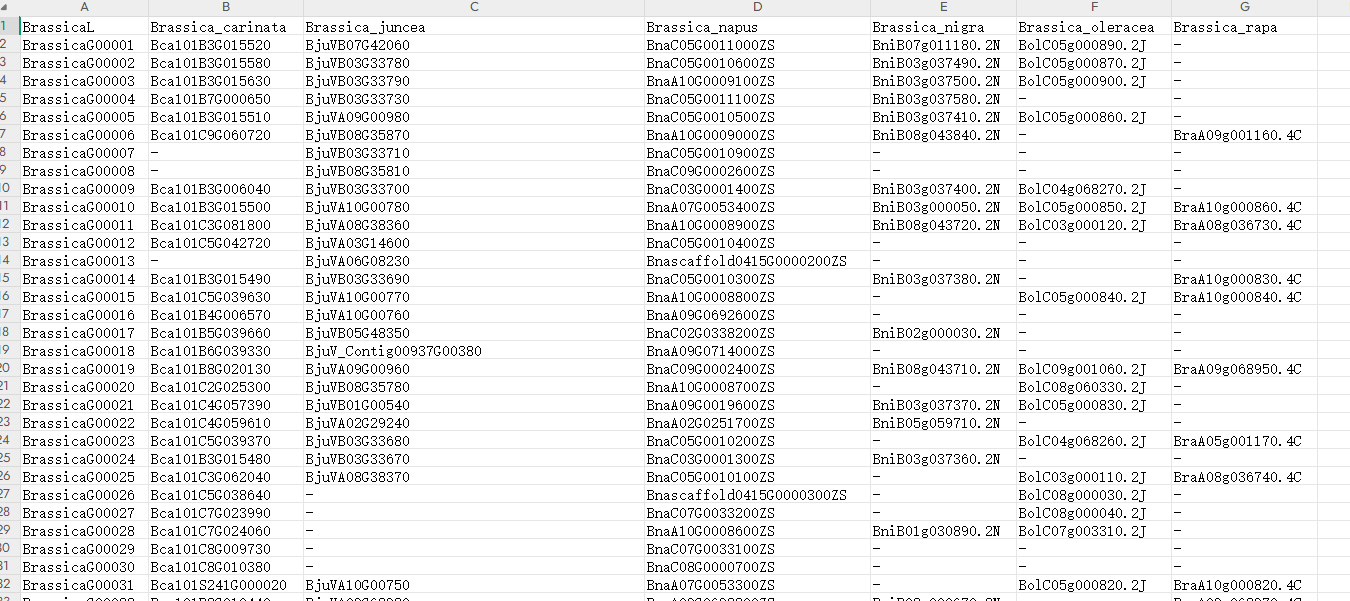 A B C D E F G
1 BrassicaL Brassica_carinata Brassica_juncea Brassica_napus Brassica_nigra Brassica_oleracea Brassica_rapa
2 BrassicaG00001 Bca101B3G015520 BjuVB07G42060 BnaC05G0011000ZS BniB07g011180.2N BolC05g000890.2J -
3 BrassicaG00002 Bca101B3G015580 BjuVB03G33780 BnaC05G0010600ZS BniB03g037490.2N BolC05g000870.2J -
4 BrassicaG00003 Bca101B3G015630 BjuVB03G33790 BnaA10G0009100ZS BniB03g037500.2N BolC05g000900.2J -
5 BrassicaG00004 Bca101B7G000650 BjuVB03G33730 BnaC05G0011100ZS BniB03g037580.2N - -
6 BrassicaG00005 Bca101B3G015510 BjuVA09G00980 BnaC05G0010500ZS BniB03g037410.2N BolC05g000860.2J -
7 BrassicaG00006 Bca101C9G060720 BjuVB08G35870 BnaA10G0009000ZS BniB08g043840.2N - BraA09g001160.4C
8 BrassicaG00007 - BjuVB03G33710 BnaC05G0010900ZS - - -
9 BrassicaG00008 - BjuVB08G35810 BnaC09G0002600ZS - - -
10 BrassicaG00009 Bca101B3G006040 BjuVB03G33700 BnaC03G0001400ZS BniB03g037400.2N BolC04g068270.2J -
11 BrassicaG00010 Bca101B3G015500 BjuVA10G00780 BnaA07G0053400ZS BniB03g000050.2N BolC05g000850.2J BraA10g000860.4C
12 BrassicaG00011 Bca101C3G081800 BjuVA08G38360 BnaA10G0008900ZS BniB08g043720.2N BolC03g000120.2J BraA08g036730.4C
13 BrassicaG00012 Bca101C5G042720 BjuVA03G14600 BnaC05G0010400ZS - - -
14 BrassicaG00013 - BjuVA06G08230 Bnascaffold0415G0000200ZS - - -
15 BrassicaG00014 Bca101B3G015490 BjuVB03G33690 BnaC05G0010300ZS BniB03g037380.2N - BraA10g000830.4C
16 BrassicaG00015 Bca101C5G039630 BjuVA10G00770 BnaA10G0008800ZS - BolC05g000840.2J BraA10g000840.4C
17 BrassicaG00016 Bca101B4G006570 BjuVA10G00760 BnaA09G0692600ZS - - -
18 BrassicaG00017 Bca101B5G039660 BjuVB05G48350 BnaC02G0338200ZS BniB02g000030.2N - -
19 BrassicaG00018 Bca101B6G039330 BjuV_Contig00937G00380 BnaA09G0714000ZS - - -
20 BrassicaG00019 Bca101B8G020130 BjuVA09G00960 BnaC09G0002400ZS BniB08g043710.2N BolC09g001060.2J BraA09g068950.4C
21 BrassicaG00020 Bca101C2G025300 BjuVB08G35780 BnaA10G0008700ZS - BolC08g060330.2J -
22 BrassicaG00021 Bca101C4G057390 BjuVB01G00540 BnaA09G0019600ZS BniB03g037370.2N BolC05g000830.2J -
23 BrassicaG00022 Bca101C4G059610 BjuVA02G29240 BnaA02G0251700ZS BniB05g059710.2N - -
24 BrassicaG00023 Bca101C5G039370 BjuVB03G33680 BnaC05G0010200ZS - BolC04g068260.2J BraA05g001170.4C
25 BrassicaG00024 Bca101B3G015480 BjuVB03G33670 BnaC03G0001300ZS BniB03g037360.2N - -
26 BrassicaG00025 Bca101C3G062040 BjuVA08G38370 BnaC05G0010100ZS - BolC03g000110.2J BraA08g036740.4C
27 BrassicaG00026 Bca101C5G038640 - Bnascaffold0415G0000300ZS - BolC08g000030.2J -
28 BrassicaG00027 Bca101C7G023990 - BnaC07G0033200ZS - BolC08g000040.2J -
29 BrassicaG00028 Bca101C7G024060 - BnaA10G0008600ZS BniB01g030890.2N BolC07g003310.2J -
30 BrassicaG00029 Bca101C8G009730 - BnaC07G0033100ZS - - -
31 BrassicaG00030 Bca101C8G010380 - BnaC08G0000700ZS - - -
32 BrassicaG00031 Bca101S241G000020 BjuVA10G00750 BnaA07G0053300ZS - BolC05g000820.2J BraA10g000820.4C